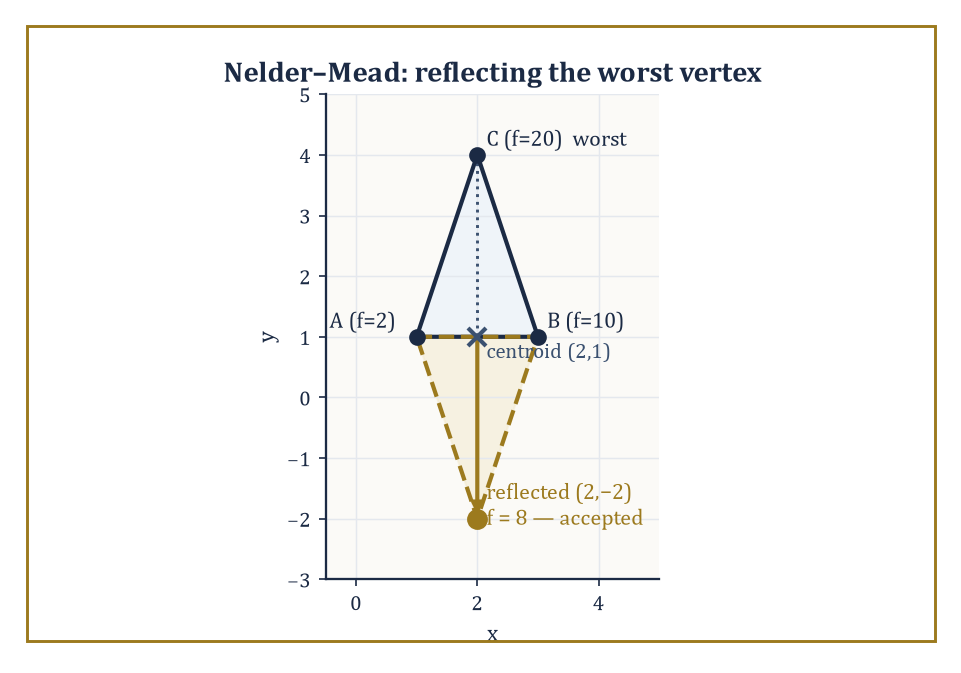 Nelder–Mead: reflecting the worst vertex
5
C (f=20)  worst
4
3
2
A (f=2)
B (f=10)
y
1
centroid (2,1)
0
−1
reflected (2,−2)
−2
f = 8 — accepted
−3
0
2
4
x